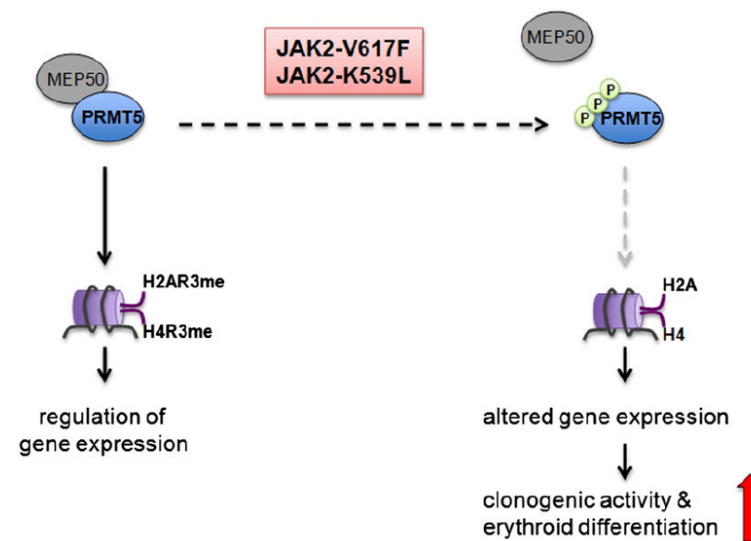 JAK2-V617F
JAK2-K539L
MEP50
PRMT5
MEP50
P
P
P
PRMT5
H2AR3me
H4R3me
H2A
H4
regulation of
gene expression
altered gene expression
clonogenic activity &
erythroid differentiation